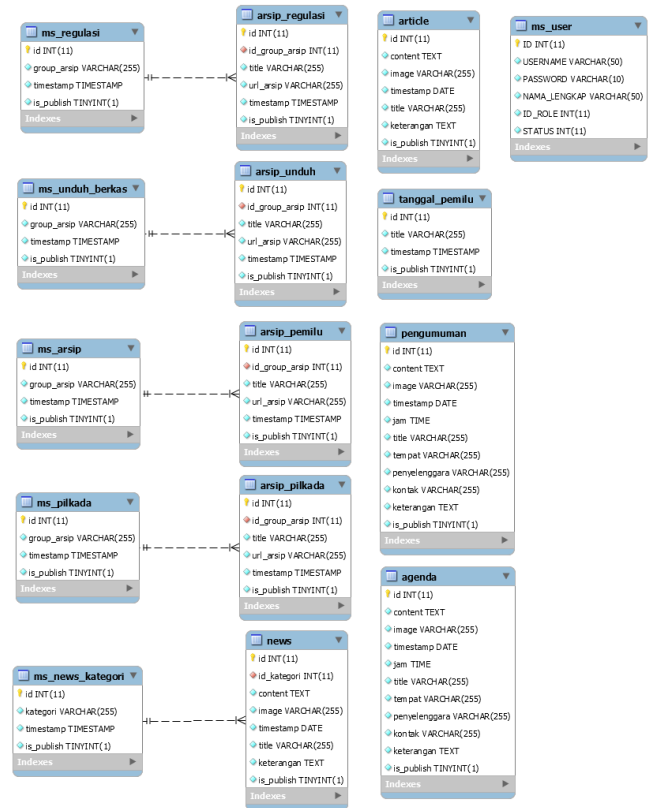 ms_regulasi
id INT(11)
group_arsip VARCHAR(255)
timestamp TIMESTAMP
is_publish TINYINT(1)
Indexes
arsip_regulasi
id INT(11)
id_group_arsip INT(11)
title VARCHAR(255)
url_arsip VARCHAR(255)
timestamp TIMESTAMP
is_publish TINYINT(1)
Indexes
article
id INT(11)
content TEXT
image VARCHAR(255)
timestamp DATE
title VARCHAR(255)
keterangan TEXT
is_publish TINYINT(1)
Indexes
ms_user
ID INT(11)
USERNAME VARCHAR(50)
PASSWORD VARCHAR(10)
NAMA_LENGKAP VARCHAR(50)
ID_ROLE INT(11)
STATUS INT(11)
Indexes
ms_unduh_berkas
id INT(11)
group_arsip VARCHAR(255)
timestamp TIMESTAMP
is_publish TINYINT(1)
Indexes
arsip_unduh
id INT(11)
id_group_arsip INT(11)
title VARCHAR(255)
url_arsip VARCHAR(255)
timestamp TIMESTAMP
is_publish TINYINT(1)
Indexes
tanggal_pemilu
id INT(11)
title VARCHAR(255)
timestamp TIMESTAMP
is_publish TINYINT(1)
Indexes
ms_arsip
id INT(11)
group_arsip VARCHAR(255)
timestamp TIMESTAMP
is_publish TINYINT(1)
Indexes
arsip_pemilu
id INT(11)
id_group_arsip INT(11)
title VARCHAR(255)
url_arsip VARCHAR(255)
timestamp TIMESTAMP
is_publish TINYINT(1)
Indexes
pengumuman
id INT(11)
content TEXT
image VARCHAR(255)
timestamp DATE
jam TIME
title VARCHAR(255)
tempat VARCHAR(255)
penyelenggara VARCHAR(255)
kontak VARCHAR(255)
keterangan TEXT
is_publish TINYINT(1)
Indexes
ms_pilkada
id INT(11)
group_arsip VARCHAR(255)
timestamp TIMESTAMP
is_publish TINYINT(1)
Indexes
arsip_pilkada
id INT(11)
id_group_arsip INT(11)
title VARCHAR(255)
url_arsip VARCHAR(255)
timestamp TIMESTAMP
is_publish TINYINT(1)
Indexes
agenda
id INT(11)
content TEXT
image VARCHAR(255)
timestamp DATE
jam TIME
title VARCHAR(255)
tempat VARCHAR(255)
penyelenggara VARCHAR(255)
kontak VARCHAR(255)
keterangan TEXT
is_publish TINYINT(1)
Indexes
ms_news_kategori
id INT(11)
kategori VARCHAR(255)
timestamp TIMESTAMP
is_publish TINYINT(1)
Indexes
news
id INT(11)
id_kategori INT(11)
content TEXT
image VARCHAR(255)
timestamp DATE
title VARCHAR(255)
keterangan TEXT
is_publish TINYINT(1)
Indexes